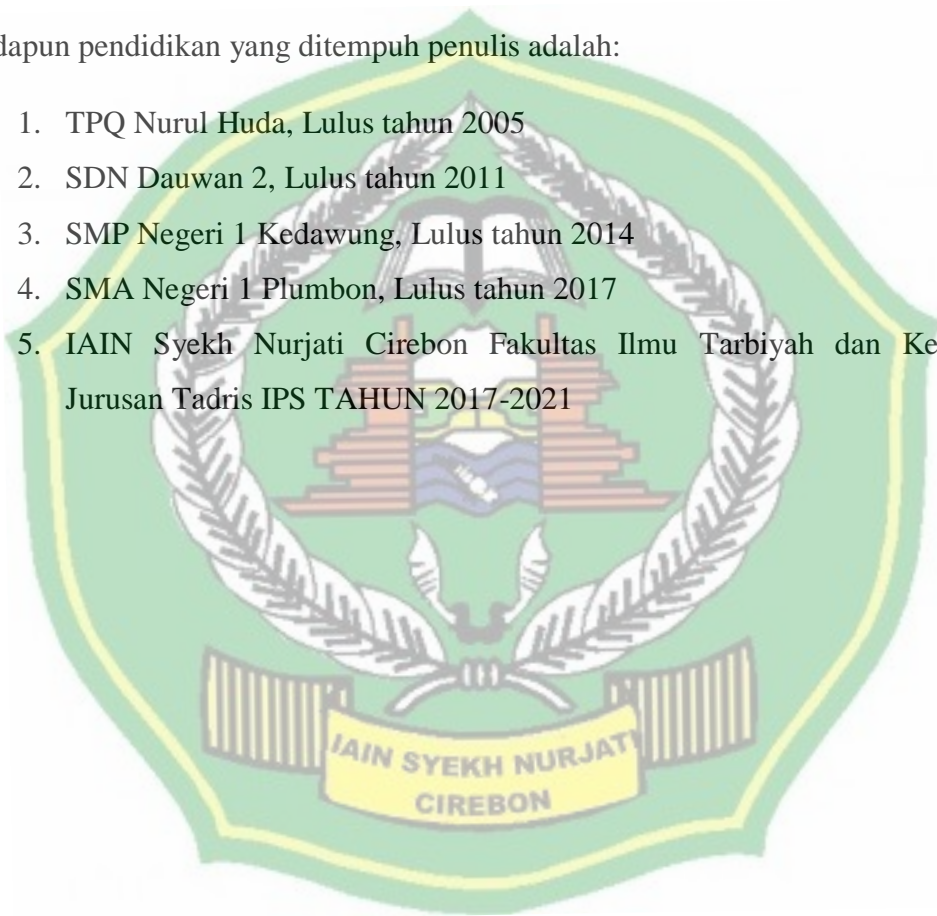 dapun pendidikan yang ditempuh penulis adalah:
1. TPQ Nurul Huda, Lulus tahun 2005
2. SDN Dauwan 2, Lulus tahun 2011
3. SMP Negeri 1 Kedawung, Lulus tahun 2014
4. SMA Negeri 1 Plumbon, Lulus tahun 2017
5. IAIN Syekh Nurjati Cirebon Fakultas Ilmu Tarbiyah dan Ke
Jurusan Tadris IPS TAHUN 2017-2021
IAIN SYEKH NURJATI
CIREBON